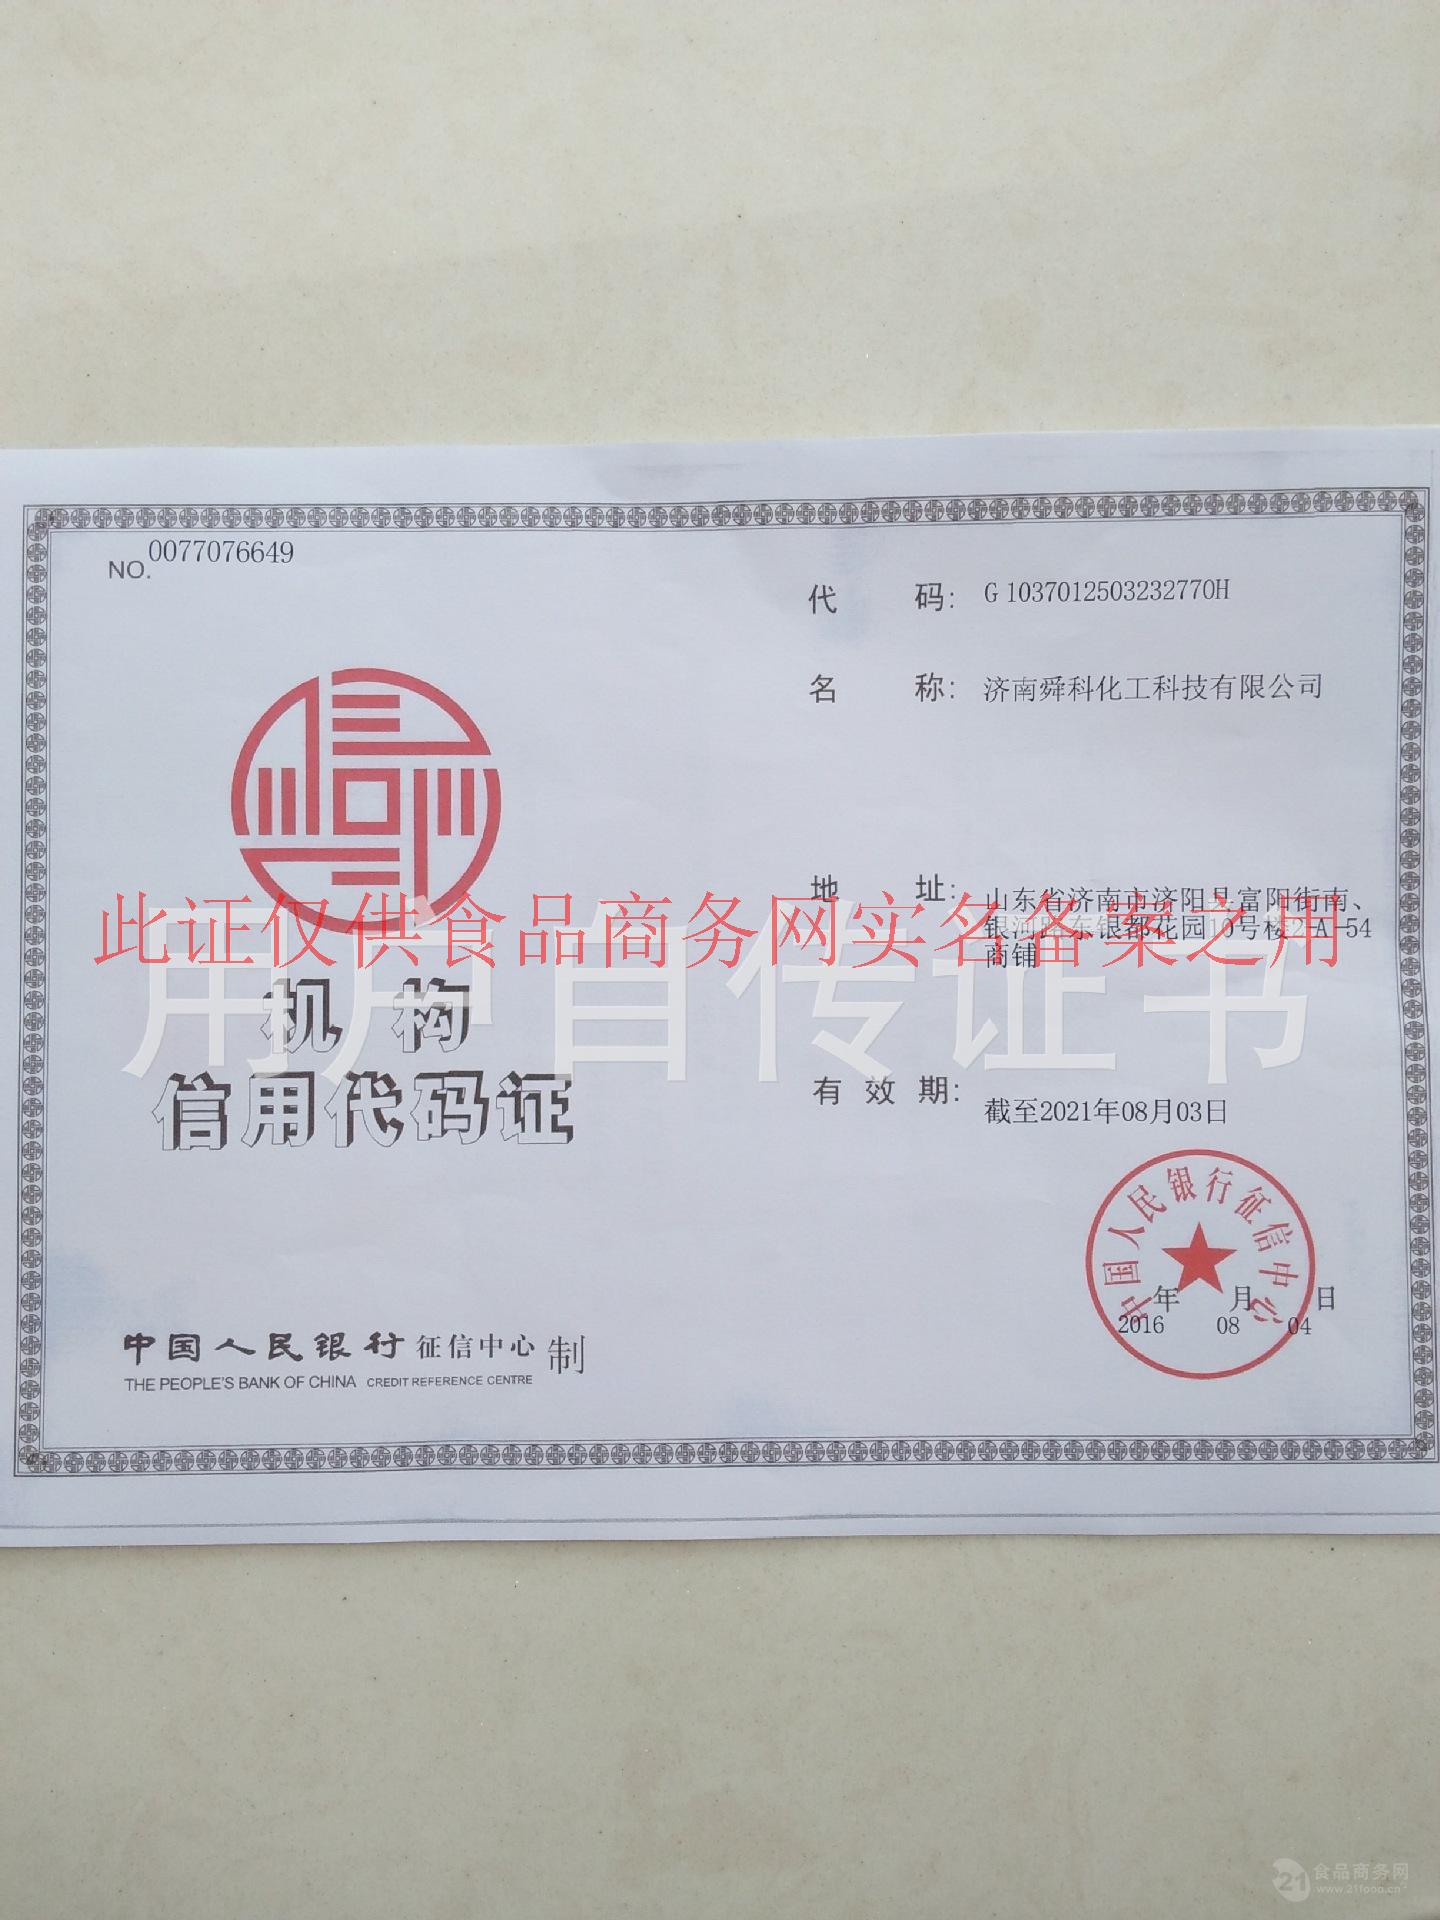 NO.0077076649
代 码: G1037012503232770H
名 称: 济南舜科化工科技有限公司
地 址: 山东省济南市济阳县富阳街南、
银河路东银都花园10号楼2-A-54
商铺
此证仅供食品商务网实名备案之用
用户自传证书
机 构
信用代码证
有 效 期: 截至2021年08月03日
中国人民银行征信中心
年 月 日
2016 08 04
中国人民银行 征信中心 制
THE PEOPLE'S BANK OF CHINA CREDIT REFERENCE CENTRE
21 食品商务网
www.21food.cn